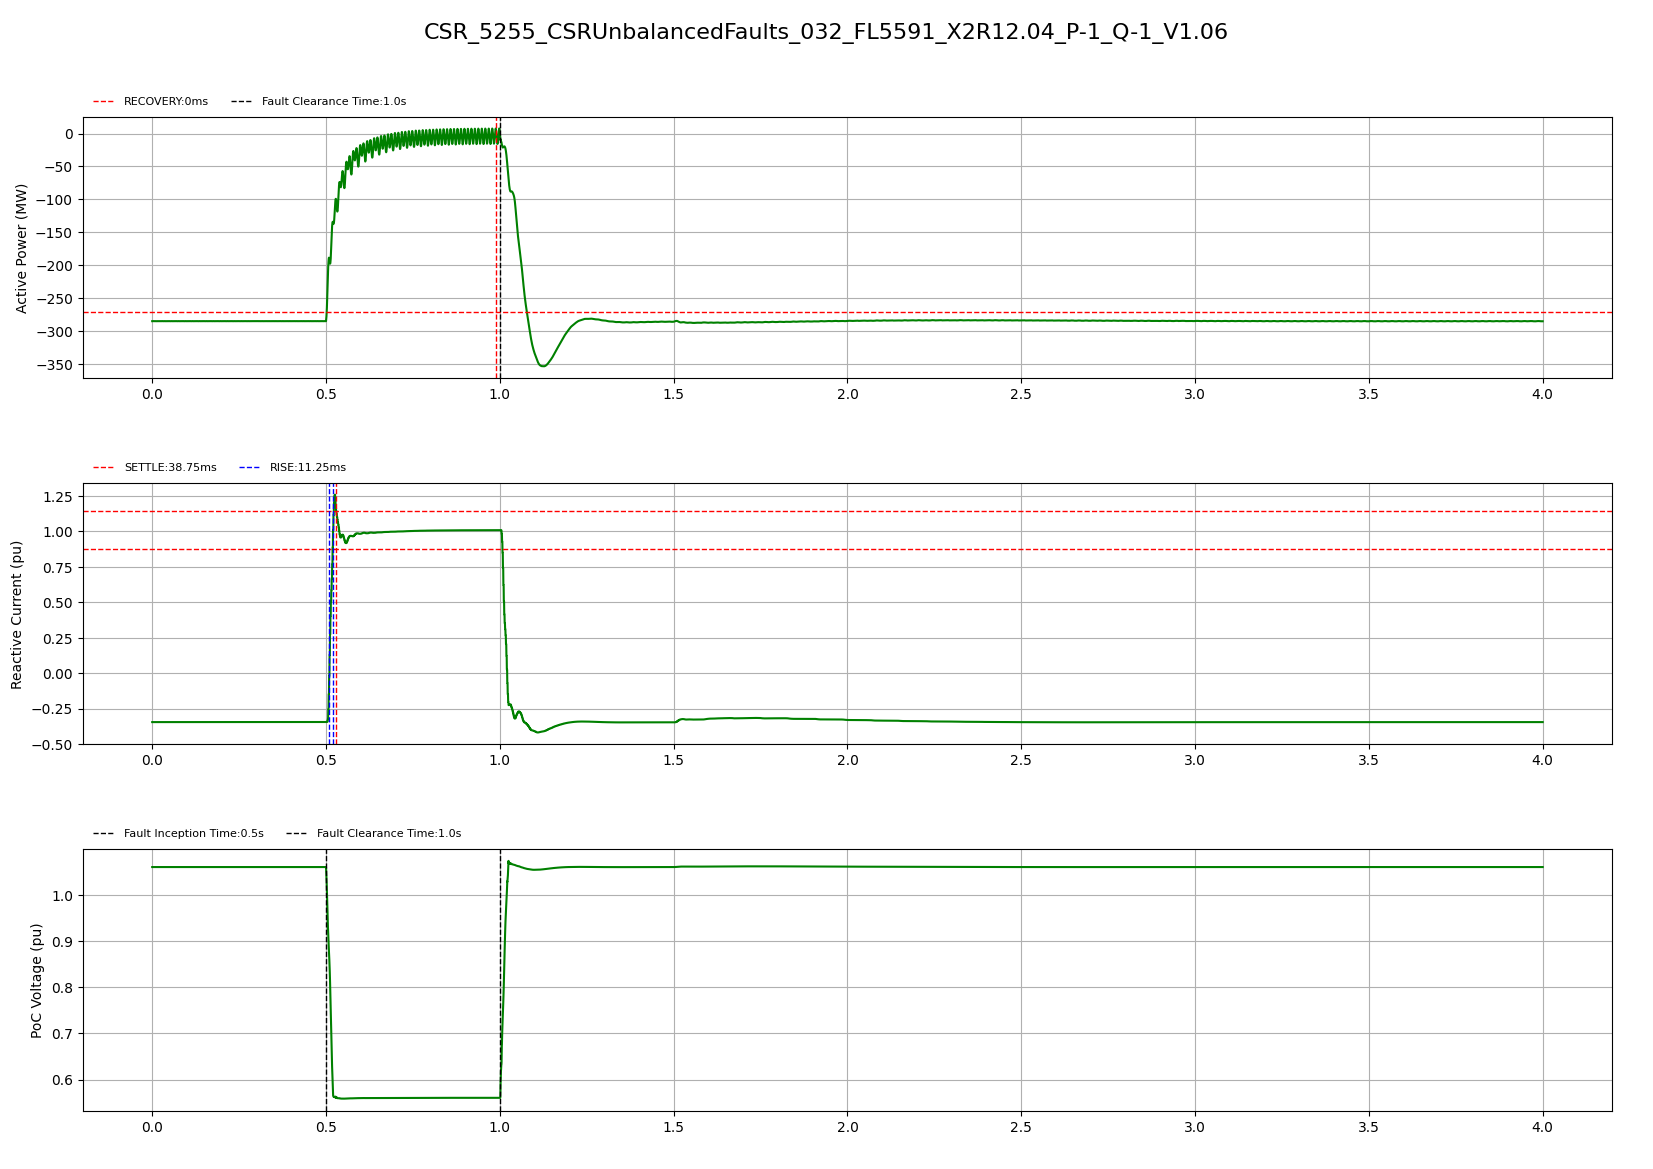 CSR_5255_CSRUnbalancedFaults_032_FL5591_X2R12.04_P-1_Q-1_V1.06
RECOVERY:0ms Fault Clearance Time:1.0s
Active Power (MW)
0
−50
−100
−150
−200
−250
−300
−350
0.0 0.5 1.0 1.5 2.0 2.5 3.0 3.5 4.0
SETTLE:38.75ms RISE:11.25ms
Reactive Current (pu)
1.25
1.00
0.75
0.50
0.25
0.00
−0.25
−0.50
0.0 0.5 1.0 1.5 2.0 2.5 3.0 3.5 4.0
Fault Inception Time:0.5s Fault Clearance Time:1.0s
PoC Voltage (pu)
1.0
0.9
0.8
0.7
0.6
0.0 0.5 1.0 1.5 2.0 2.5 3.0 3.5 4.0